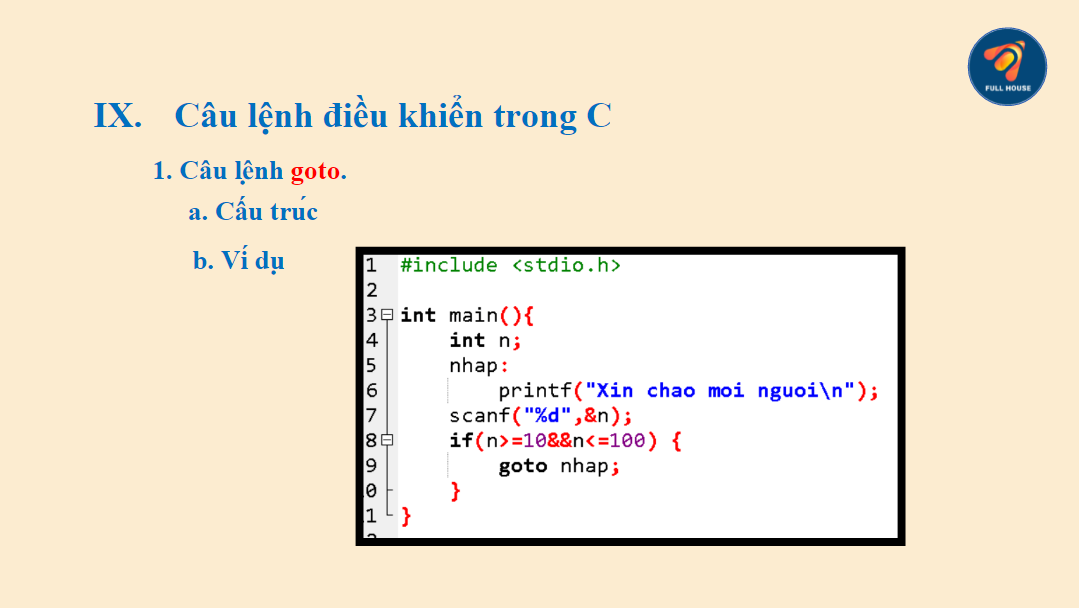 FULL HOUSE
IX. Câu lệnh điều khiển trong C
1. Câu lệnh goto.
a. Cấu trúc
b. Ví dụ
1 #include <stdio.h>
2
3 int main(){
4 int n;
5 nhap:
6 printf("Xin chao moi nguoi\n");
7 scanf("%d",&n);
8 if(n>=10&&n<=100) {
9 goto nhap;
0 }
1 }